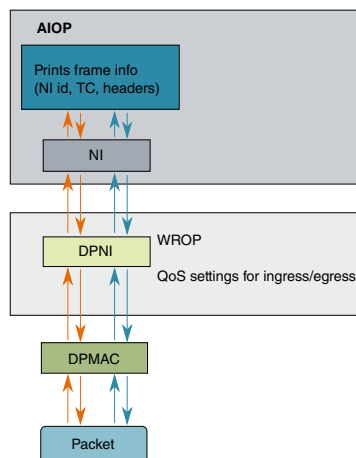 AIOP
Prints frame info
(NI id, TC, headers)
NI
WROP
DPNI
QoS settings for ingress/egress
DPMAC
Packet